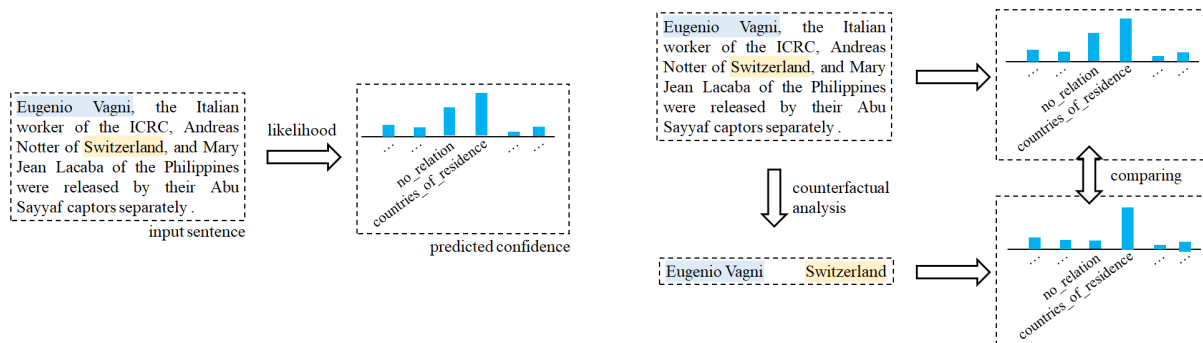 Eugenio Vagni, the Italian
worker of the ICRC, Andreas
Notter of Switzerland, and Mary
Jean Lacaba of the Philippines
were released by their Abu
Sayyaf captors separately .
input sentence
likelihood
...
...
no_relation
countries_of_residence
...
...
predicted confidence
Eugenio Vagni, the Italian
worker of the ICRC, Andreas
Notter of Switzerland, and Mary
Jean Lacaba of the Philippines
were released by their Abu
Sayyaf captors separately .
...
...
no_relation
countries_of_residence
...
...
counterfactual
analysis
comparing
Eugenio Vagni Switzerland
...
...
no_relation
countries_of_residence
...
...